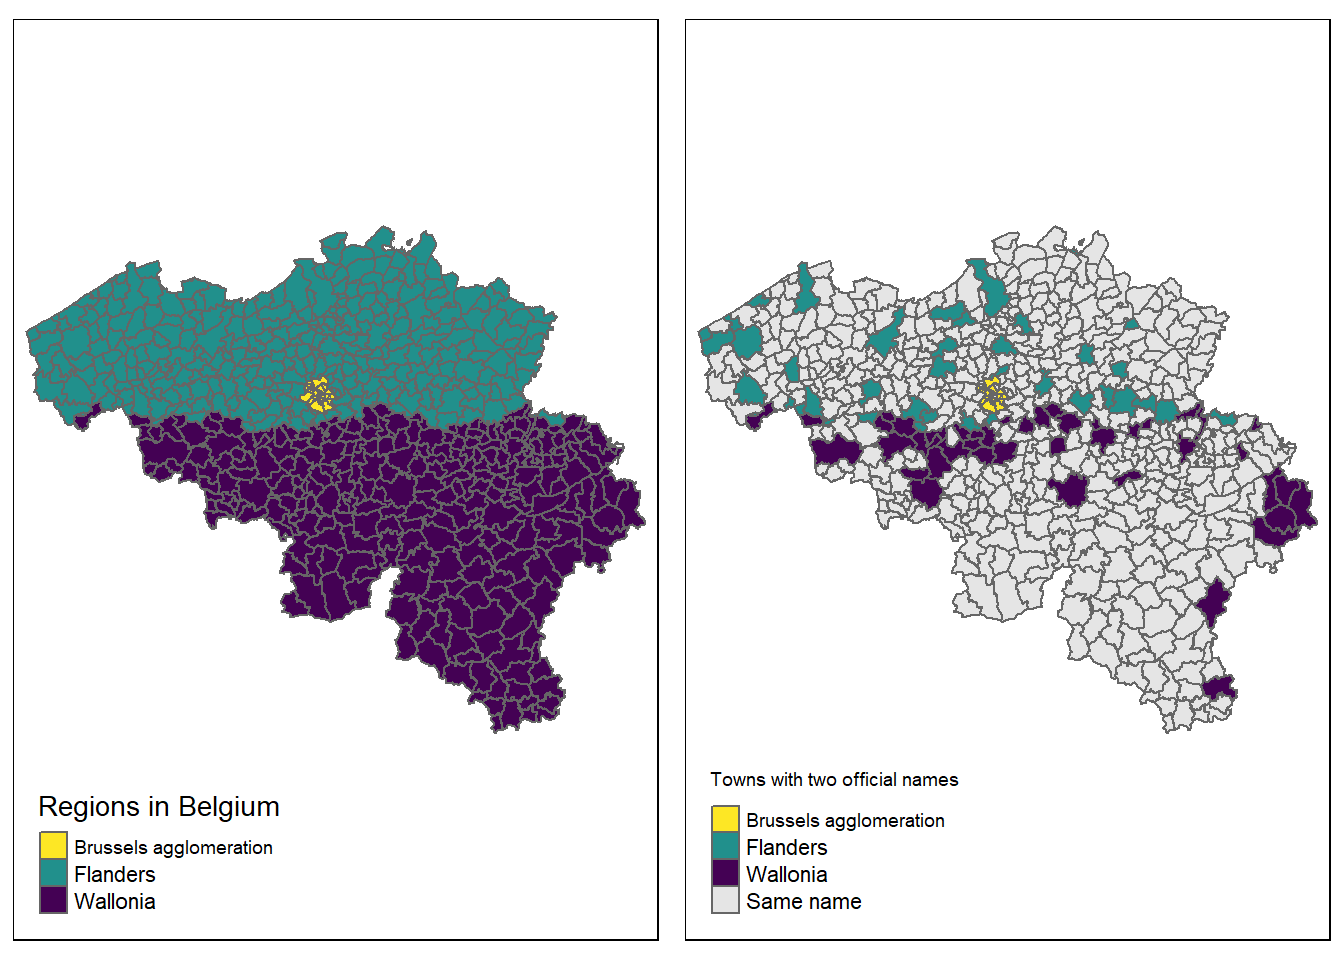 Regions in Belgium
Brussels agglomeration
Flanders
Wallonia
Towns with two official names
Brussels agglomeration
Flanders
Wallonia
Same name